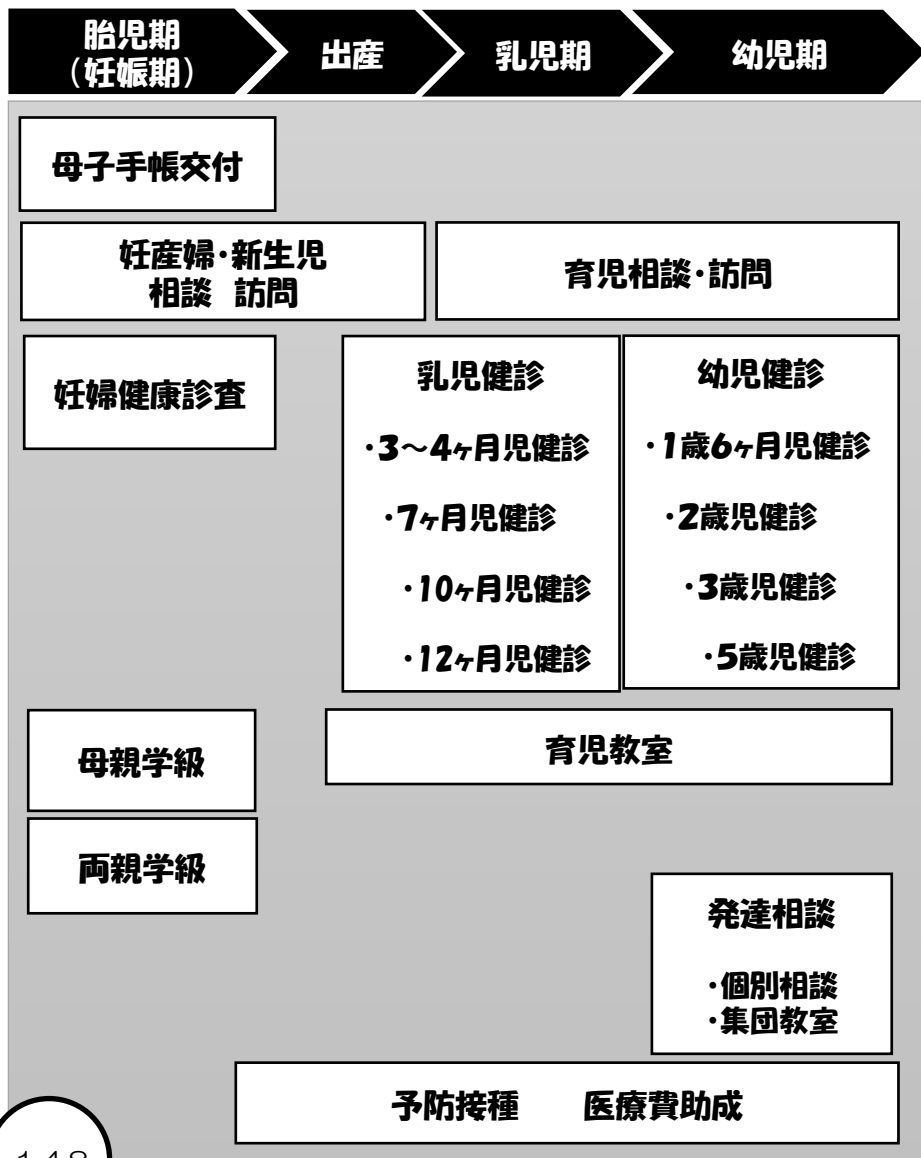 胎児期
（妊娠期）
出産
乳児期
幼児期
母子手帳交付
妊産婦・新生児
相談 訪問
育児相談・訪問
妊婦健康診査
乳児健診
・3～4ヶ月児健診
・7ヶ月児健診
・10ヶ月児健診
・12ヶ月児健診
幼児健診
・1歳6ヶ月児健診
・2歳児健診
・3歳児健診
・5歳児健診
母親学級
育児教室
両親学級
発達相談
・個別相談
・集団教室
予防接種 医療費助成